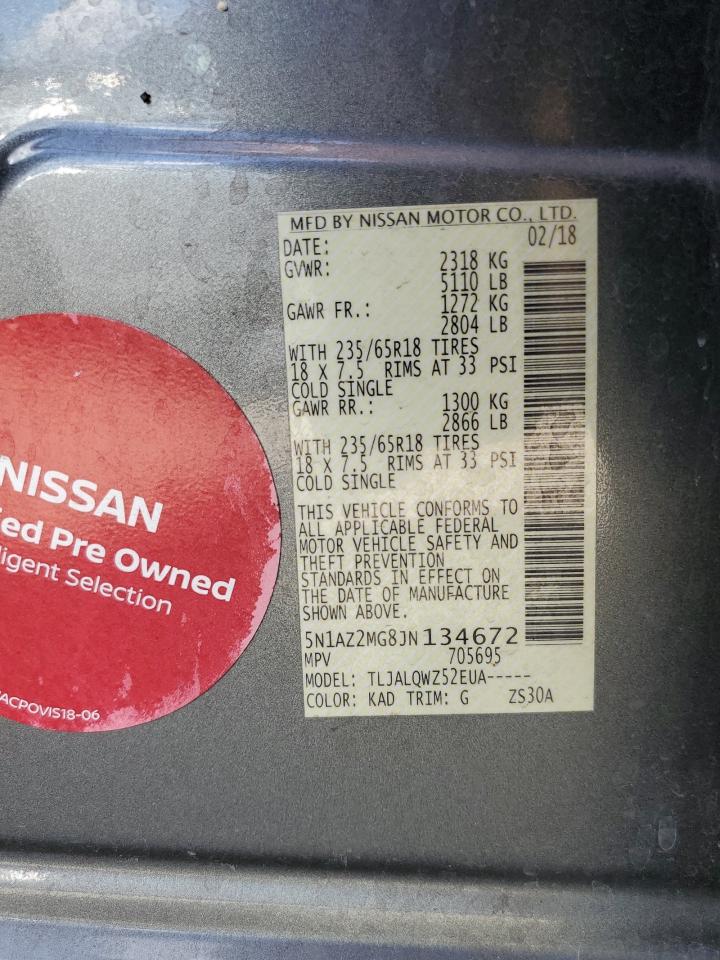 MFD BY NISSAN MOTOR CO., LTD.
DATE: 02/18
GVWR: 2318 KG
5110 LB
GAWR FR.: 1272 KG
2804 LB
WITH 235/65R18 TIRES
18 X 7.5 RIMS AT 33 PSI
COLD SINGLE
GAWR RR.: 1300 KG
2866 LB
WITH 235/65R18 TIRES
18 X 7.5 RIMS AT 33 PSI
COLD SINGLE
THIS VEHICLE CONFORMS TO
ALL APPLICABLE FEDERAL
MOTOR VEHICLE SAFETY AND
THEFT PREVENTION
STANDARDS IN EFFECT ON
THE DATE OF MANUFACTURE
SHOWN ABOVE.
5N1AZ2MG8JN134672
MPV 705695
MODEL: TLJALQWZ52EUA-----
COLOR: KAD TRIM: G ZS30A
NISSAN
ied Pre Owned
ligent Selection
ACPOVIS18-06